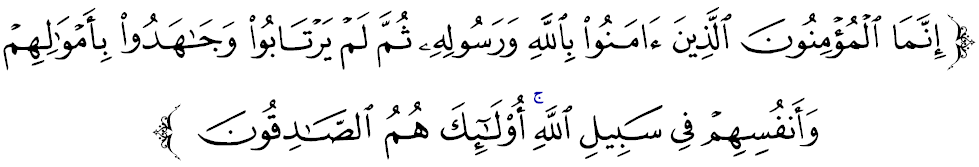 ﴿ إِنَّمَا ٱلْمُؤْمِنُونَ ٱلَّذِينَ ءَامَنُوا۟ بِٱللَّهِ وَرَسُولِهِۦ ثُمَّ لَمْ يَرْتَابُوا۟ وَجَـٰهَدُوا۟ بِأَمْوَٰلِهِمْ
وَأَنفُسِهِمْ فِى سَبِيلِ ٱللَّهِ ۚ أُو۟لَـٰٓئِكَ هُمُ ٱلصَّـٰدِقُونَ ﴾